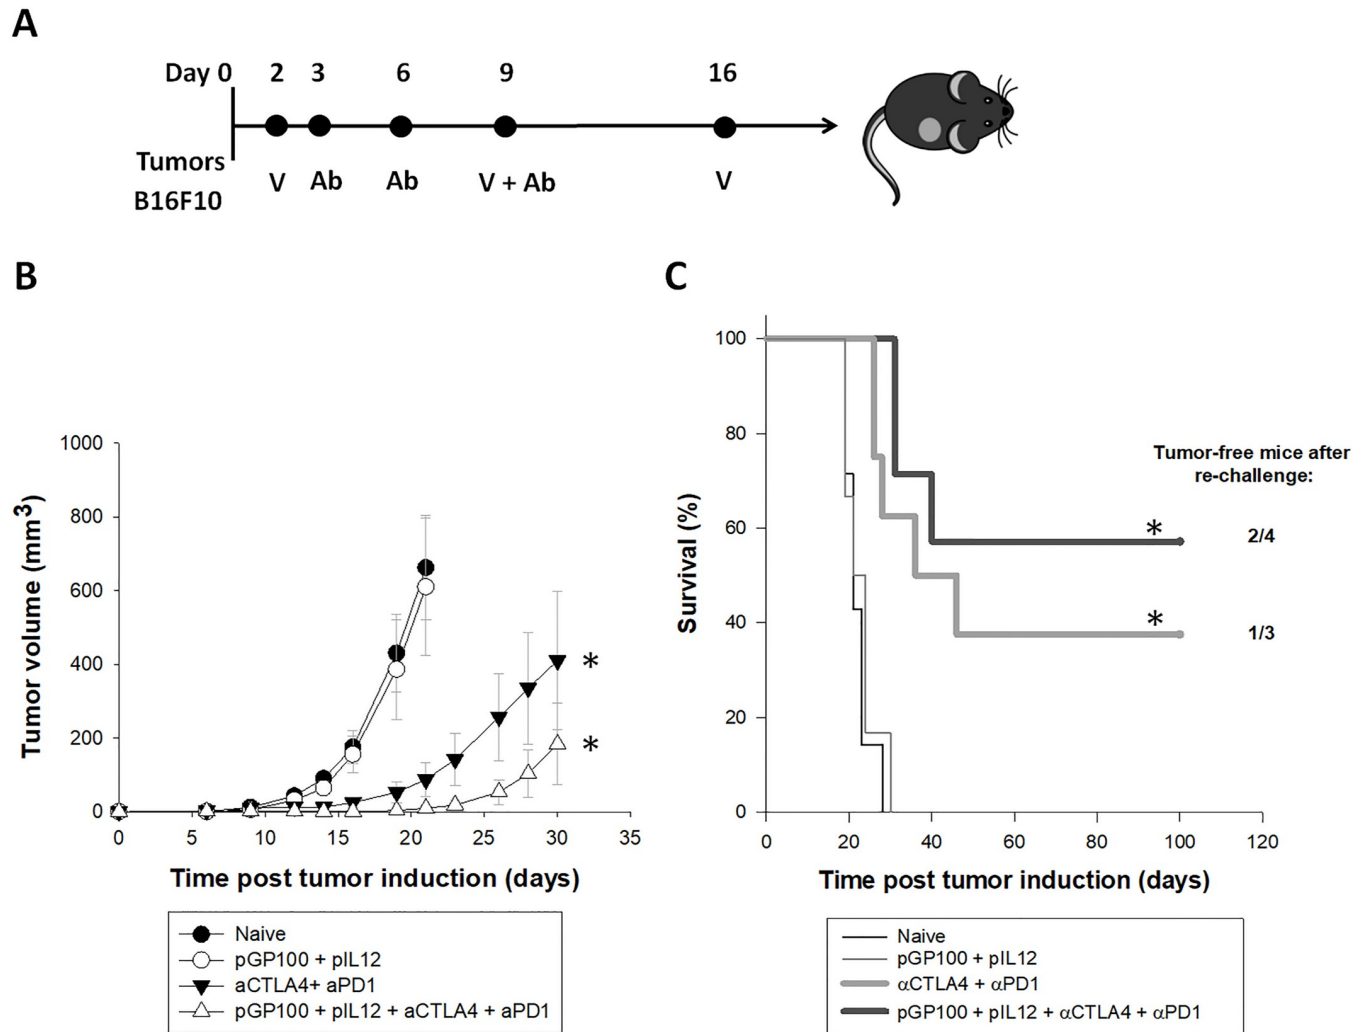 A
Day 0 2 3 6 9 16
Tumors
B16F10
V Ab Ab V + Ab V
B
Tumor volume (mm³)
1000
800
600
400
200
0
*
*
0 5 10 15 20 25 30 35
Time post tumor induction (days)
Naive
pGP100 + pIL12
aCTLA4+ aPD1
pGP100 + pIL12 + aCTLA4 + aPD1
C
Survival (%)
100
80
60
40
20
0
*
*
Tumor-free mice after
re-challenge:
2/4
1/3
0 20 40 60 80 100 120
Time post tumor induction (days)
Naive
pGP100 + pIL12
αCTLA4 + αPD1
pGP100 + pIL12 + αCTLA4 + αPD1